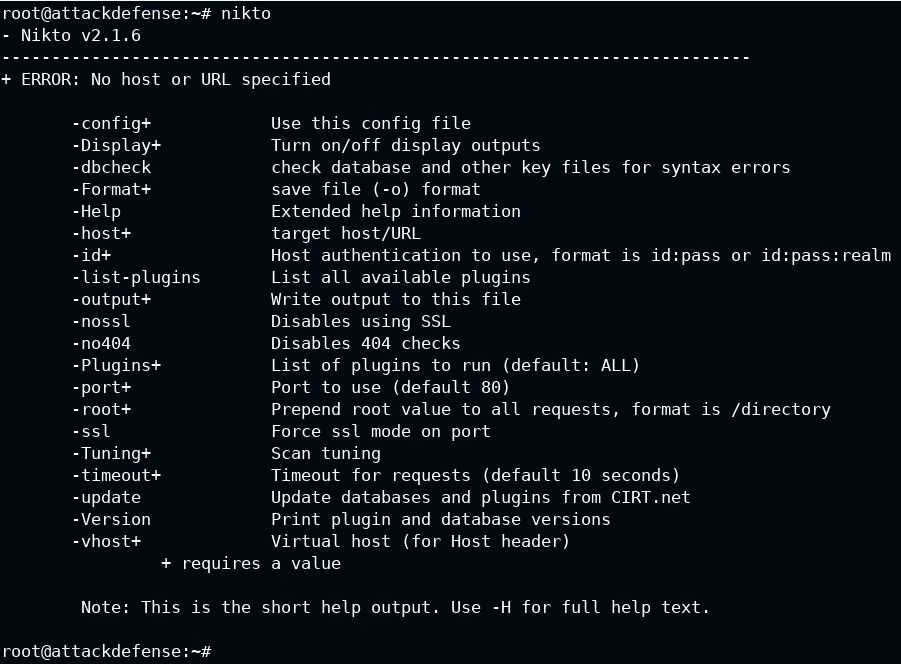 root@attackdefense:~# nikto
- Nikto v2.1.6
---------------------------------------------------------------------------
+ ERROR: No host or URL specified

       -config+            Use this config file
       -Display+           Turn on/off display outputs
       -dbcheck            check database and other key files for syntax errors
       -Format+            save file (-o) format
       -Help               Extended help information
       -host+              target host/URL
       -id+                Host authentication to use, format is id:pass or id:pass:realm
       -list-plugins       List all available plugins
       -output+            Write output to this file
       -nossl              Disables using SSL
       -no404              Disables 404 checks
       -Plugins+           List of plugins to run (default: ALL)
       -port+              Port to use (default 80)
       -root+              Prepend root value to all requests, format is /directory
       -ssl                Force ssl mode on port
       -Tuning+            Scan tuning
       -timeout+           Timeout for requests (default 10 seconds)
       -update             Update databases and plugins from CIRT.net
       -Version            Print plugin and database versions
       -vhost+             Virtual host (for Host header)
                + requires a value

        Note: This is the short help output. Use -H for full help text.

root@attackdefense:~#